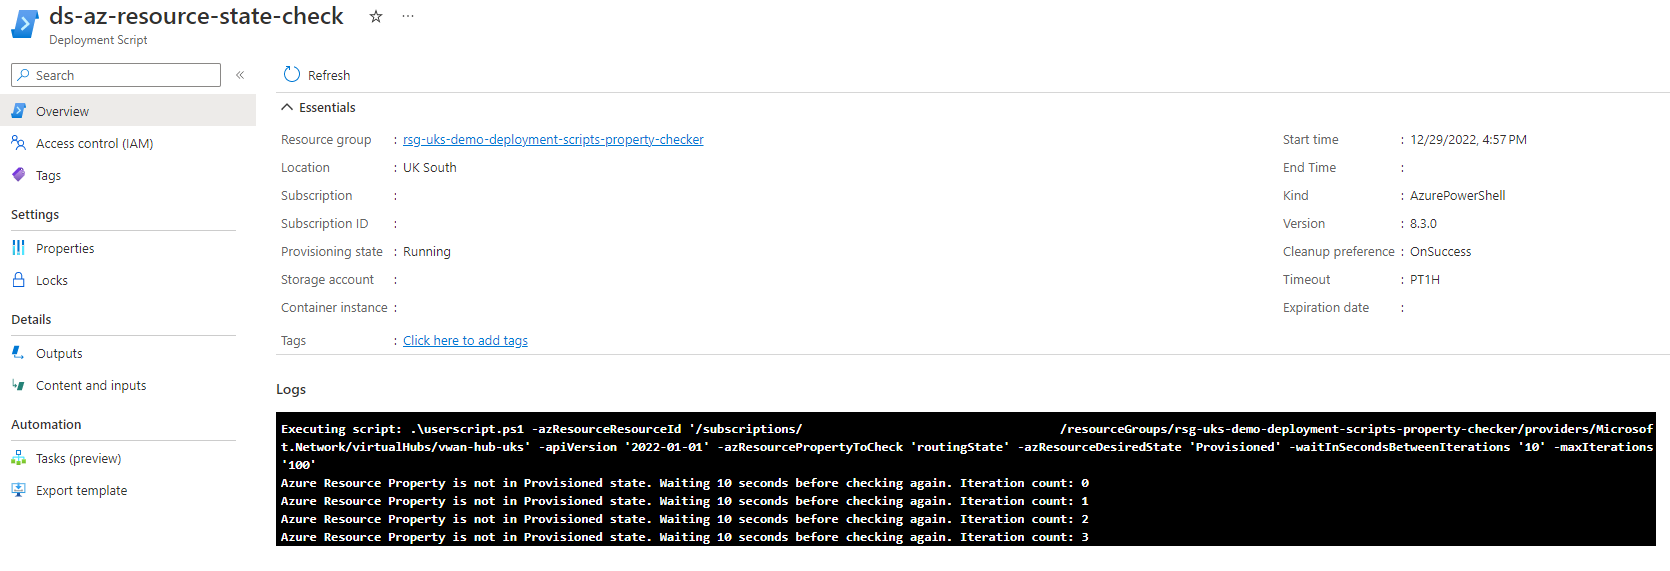 ds-az-resource-state-check ☆ ...
Deployment Script
Search «
Overview
Access control (IAM)
Tags
Settings
Properties
Locks
Details
Outputs
Content and inputs
Automation
Tasks (preview)
Export template
Refresh
Essentials
Resource group : rsg-uks-demo-deployment-scripts-property-checker
Location : UK South
Subscription :
Subscription ID :
Provisioning state : Running
Storage account :
Container instance :
Tags : Click here to add tags
Start time : 12/29/2022, 4:57 PM
End Time :
Kind : AzurePowerShell
Version : 8.3.0
Cleanup preference : OnSuccess
Timeout : PT1H
Expiration date :
Logs
Executing script: .\userscript.ps1 -azResourceResourceId '/subscriptions/ /resourceGroups/rsg-uks-demo-deployment-scripts-property-checker/providers/Microsof
t.Network/virtualHubs/vwan-hub-uks' -apiVersion '2022-01-01' -azResourcePropertyToCheck 'routingState' -azResourceDesiredState 'Provisioned' -waitInSecondsBetweenIterations '10' -maxIterations
'100'
Azure Resource Property is not in Provisioned state. Waiting 10 seconds before checking again. Iteration count: 0
Azure Resource Property is not in Provisioned state. Waiting 10 seconds before checking again. Iteration count: 1
Azure Resource Property is not in Provisioned state. Waiting 10 seconds before checking again. Iteration count: 2
Azure Resource Property is not in Provisioned state. Waiting 10 seconds before checking again. Iteration count: 3